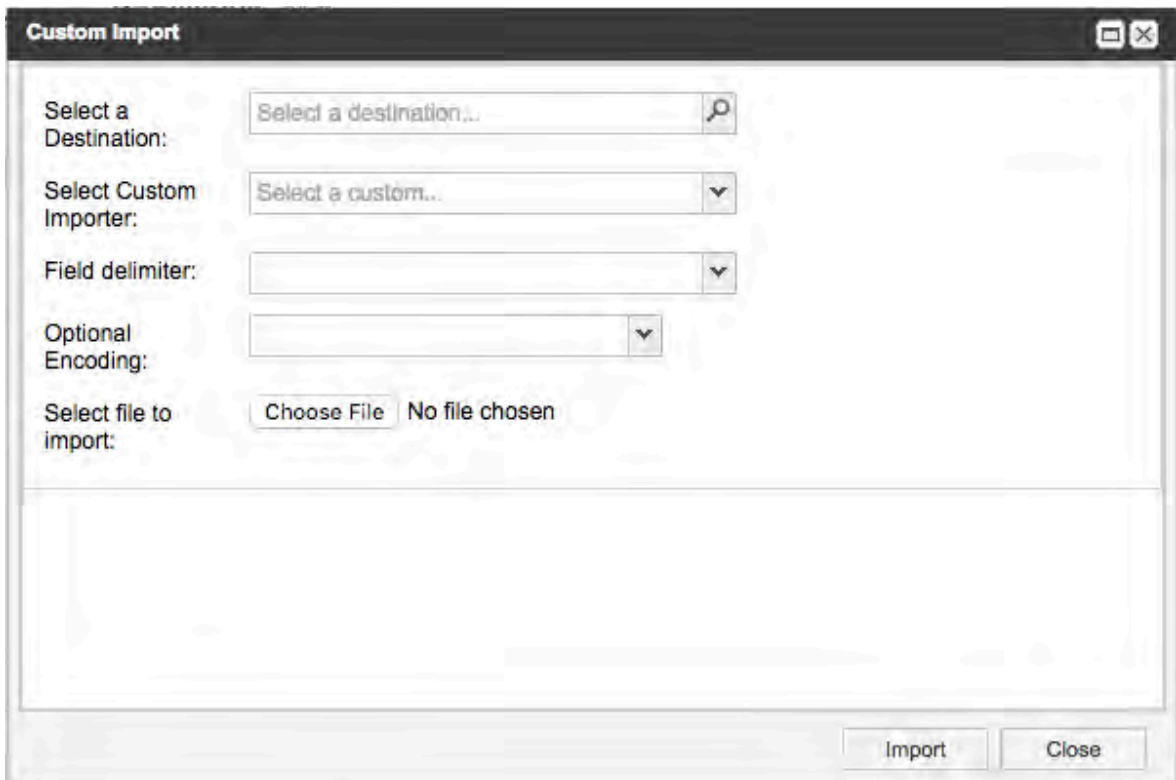 Custom Import
Select a
Destination:
Select a destination...
Select Custom
Importer:
Select a custom...
Field delimiter:
Optional
Encoding:
Select file to
import:
Choose File
No file chosen
Import
Close